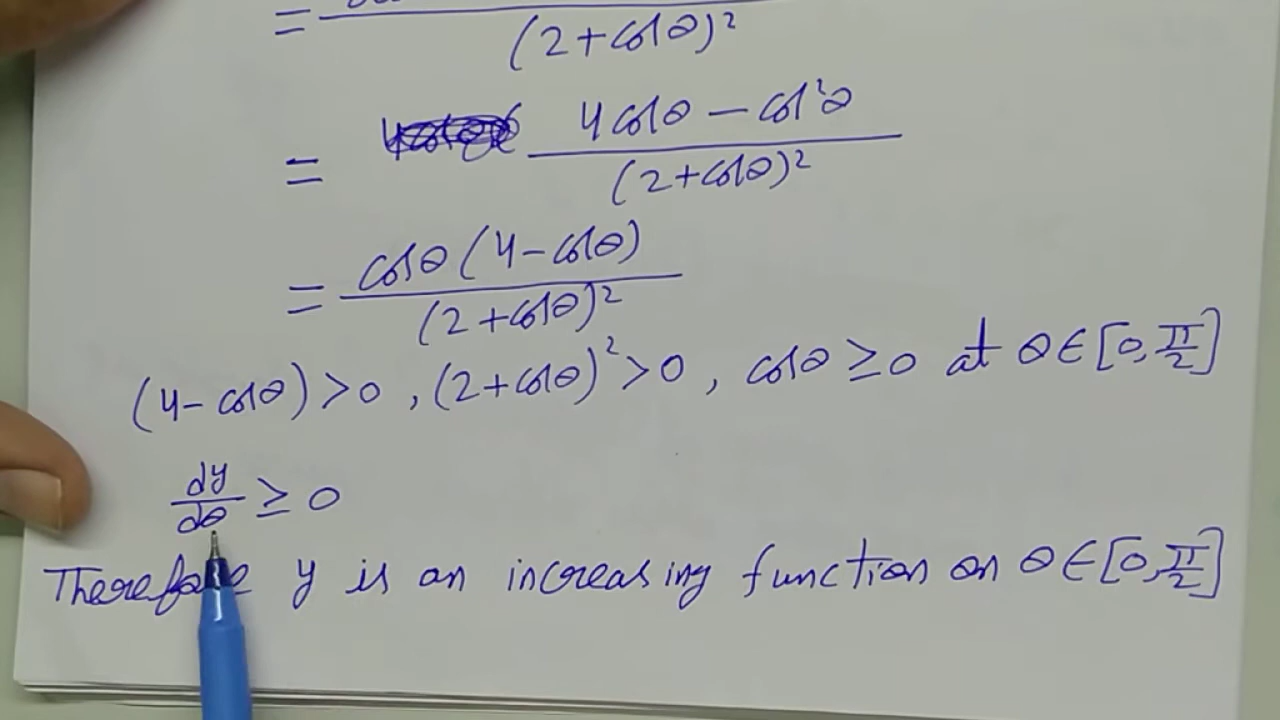 = / (2+cosθ)²
= (4cosθ − cos²θ) / (2+cosθ)²
= cosθ(4−cosθ) / (2+cosθ)²
(4−cosθ)>0 , (2+cosθ)²>0 , cosθ ≥ 0 at θ∈[0,π/2]
dy/dθ ≥ 0
Therefore y is an increasing function on θ∈[0,π/2]